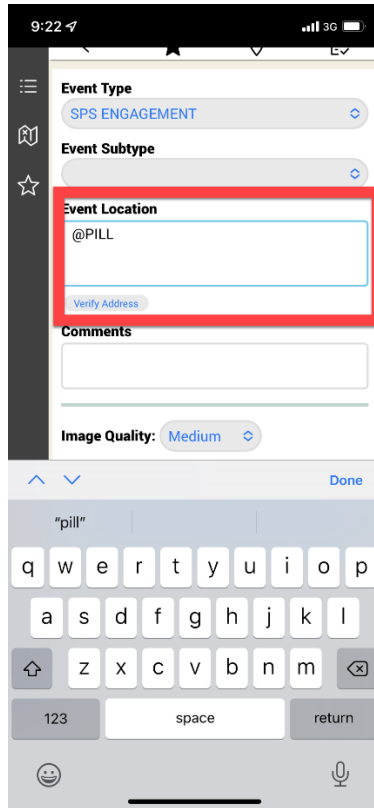 9:22
3G
Event Type
SPS ENGAGEMENT
Event Subtype
Event Location
@PILL
Verify Address
Comments
Image Quality: Medium
Done
"pill"
q w e r t y u i o p
a s d f g h j k l
z x c v b n m
123 space return